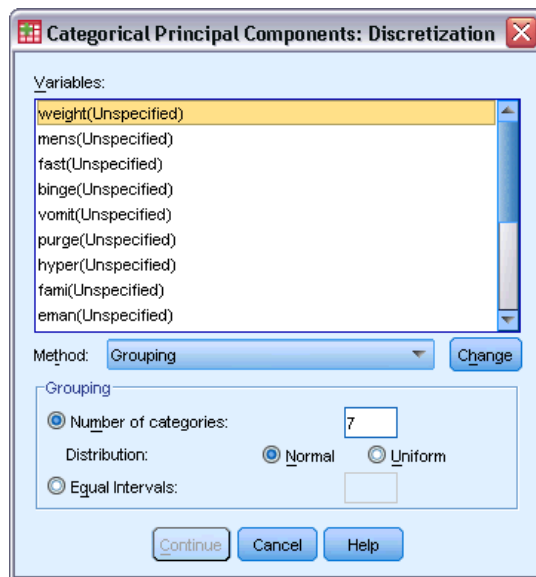 Categorical Principal Components: Discretization
Variables:
weight(Unspecified)
mens(Unspecified)
fast(Unspecified)
binge(Unspecified)
vomit(Unspecified)
purge(Unspecified)
hyper(Unspecified)
fami(Unspecified)
eman(Unspecified)
Method: Grouping Change
Grouping
Number of categories: 7
Distribution: Normal Uniform
Equal Intervals:
Continue Cancel Help